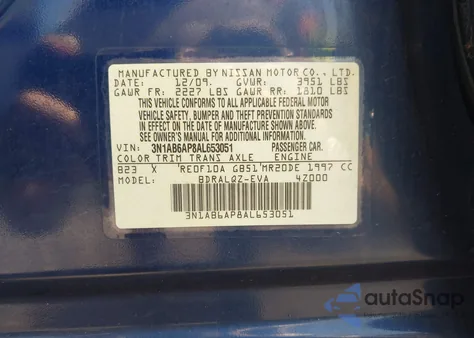 MANUFACTURED BY NISSAN MOTOR CO., LTD.
DATE: 12/09. GVWR: 3951 LBS
GAWR FR: 2227 LBS GAWR RR: 1810 LBS
THIS VEHICLE CONFORMS TO ALL APPLICABLE FEDERAL MOTOR
VEHICLE SAFETY, BUMPER, AND THEFT PREVENTION STANDARDS
IN EFFECT ON THE DATE OF MANUFACTURE SHOWN ABOVE.
SEE OWNER'S MANUAL FOR ADDITIONAL INFORMATION.
VIN: 3N1AB6AP8AL653051 PASSENGER CAR.
COLOR TRIM TRANS AXLE ENGINE
B23 X RE0F10A GB51 MR20DE 1997 CC
MODEL: BDRALQZ-EVA 4Z000
3N1AB6AP8AL653051
autoSnap